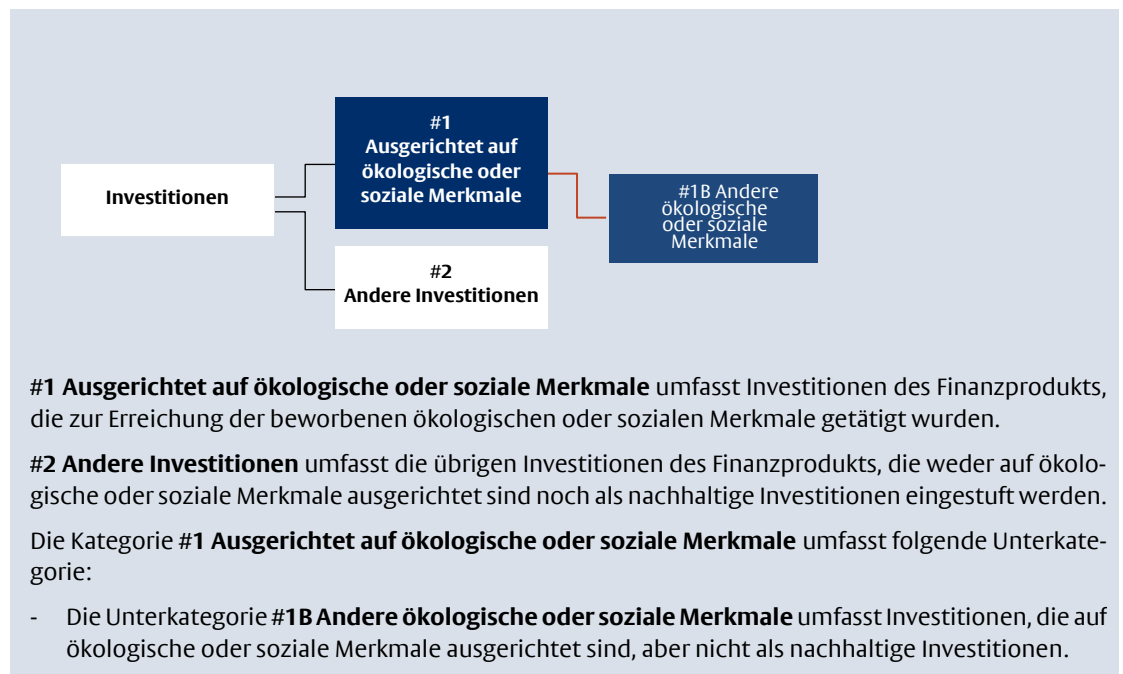 #1
Ausgerichtet auf
ökologische oder
soziale Merkmale
Investitionen
#1B Andere
ökologische
oder soziale
Merkmale
#2
Andere Investitionen
#1 Ausgerichtet auf ökologische oder soziale Merkmale umfasst Investitionen des Finanzprodukts,
die zur Erreichung der beworbenen ökologischen oder sozialen Merkmale getätigt wurden.
#2 Andere Investitionen umfasst die übrigen Investitionen des Finanzprodukts, die weder auf ökolo-
gische oder soziale Merkmale ausgerichtet sind noch als nachhaltige Investitionen eingestuft werden.
Die Kategorie #1 Ausgerichtet auf ökologische oder soziale Merkmale umfasst folgende Unterkate-
gorie:
- Die Unterkategorie #1B Andere ökologische oder soziale Merkmale umfasst Investitionen, die auf
ökologische oder soziale Merkmale ausgerichtet sind, aber nicht als nachhaltige Investitionen.